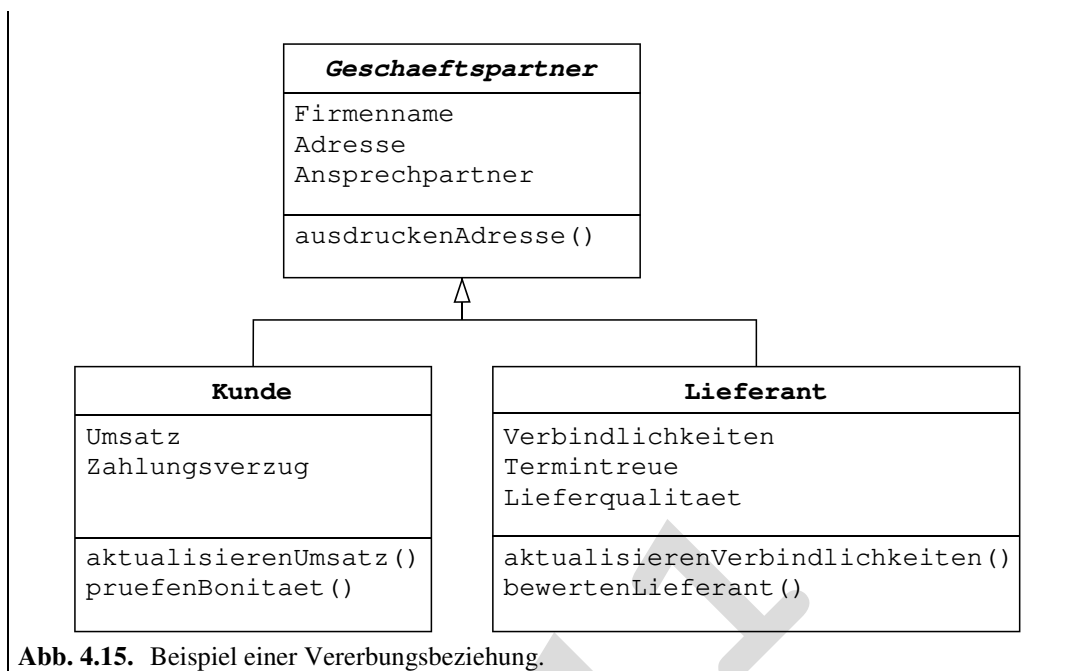 Geschaeftspartner
Firmenname
Adresse
Ansprechpartner
ausdruckenAdresse()
Kunde
Umsatz
Zahlungsverzug
aktualisierenUmsatz()
pruefenBonitaet()
Lieferant
Verbindlichkeiten
Termintreue
Lieferqualitaet
aktualisierenVerbindlichkeiten()
bewertenLieferant()
Abb. 4.15. Beispiel einer Vererbungsbeziehung.